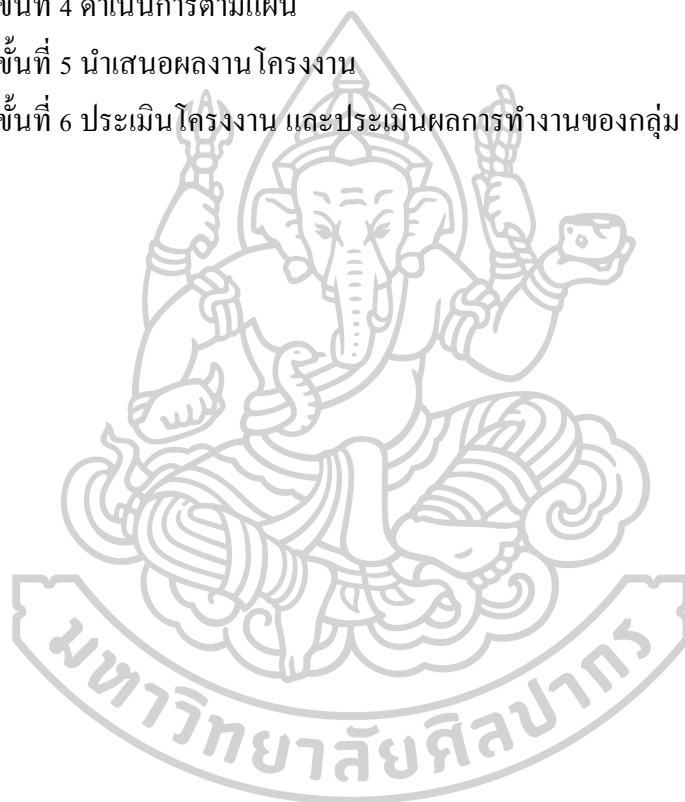 ขั้นที่ 4 ดำเนินการตามแผน
ขั้นที่ 5 นำเสนอผลงานโครงงาน
ขั้นที่ 6 ประเมินโครงงาน และประเมินผลการทำงานของกลุ่ม
มหาวิทยาลัยศิลปากร